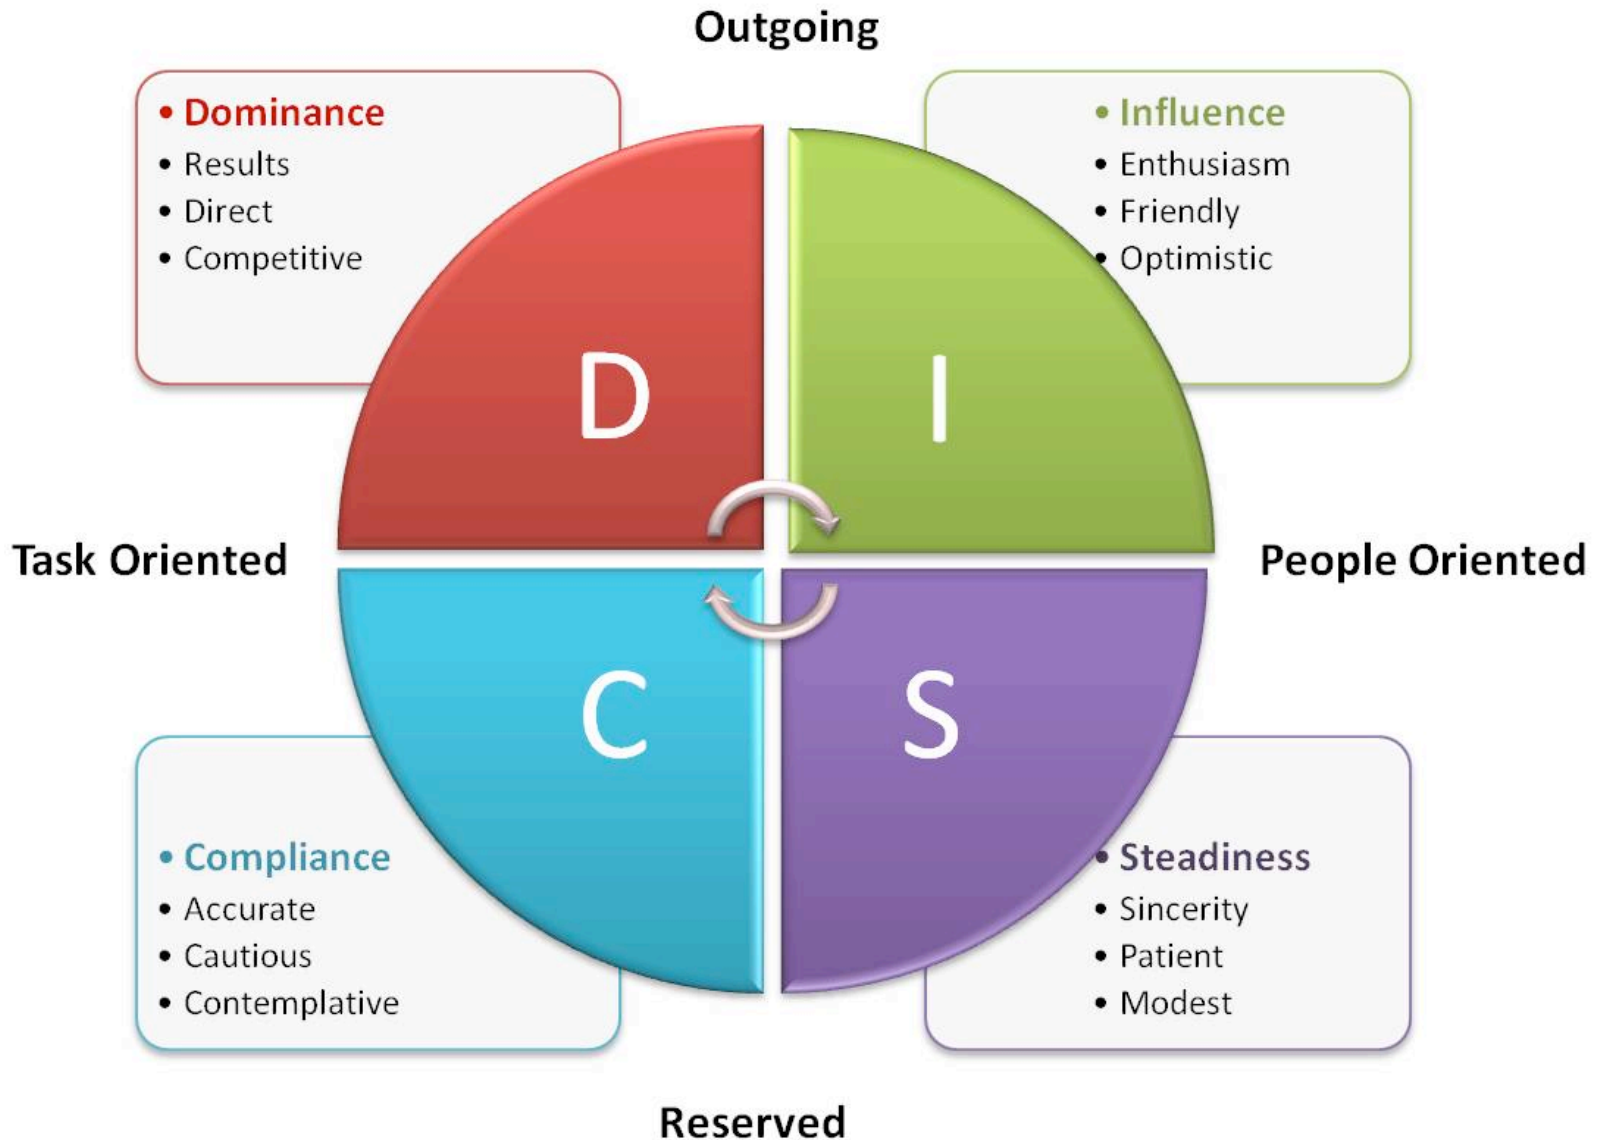 Outgoing
• Dominance
• Results
• Direct
• Competitive
• Influence
• Enthusiasm
• Friendly
• Optimistic
D
I
Task Oriented
People Oriented
C
S
• Compliance
• Accurate
• Cautious
• Contemplative
• Steadiness
• Sincerity
• Patient
• Modest
Reserved